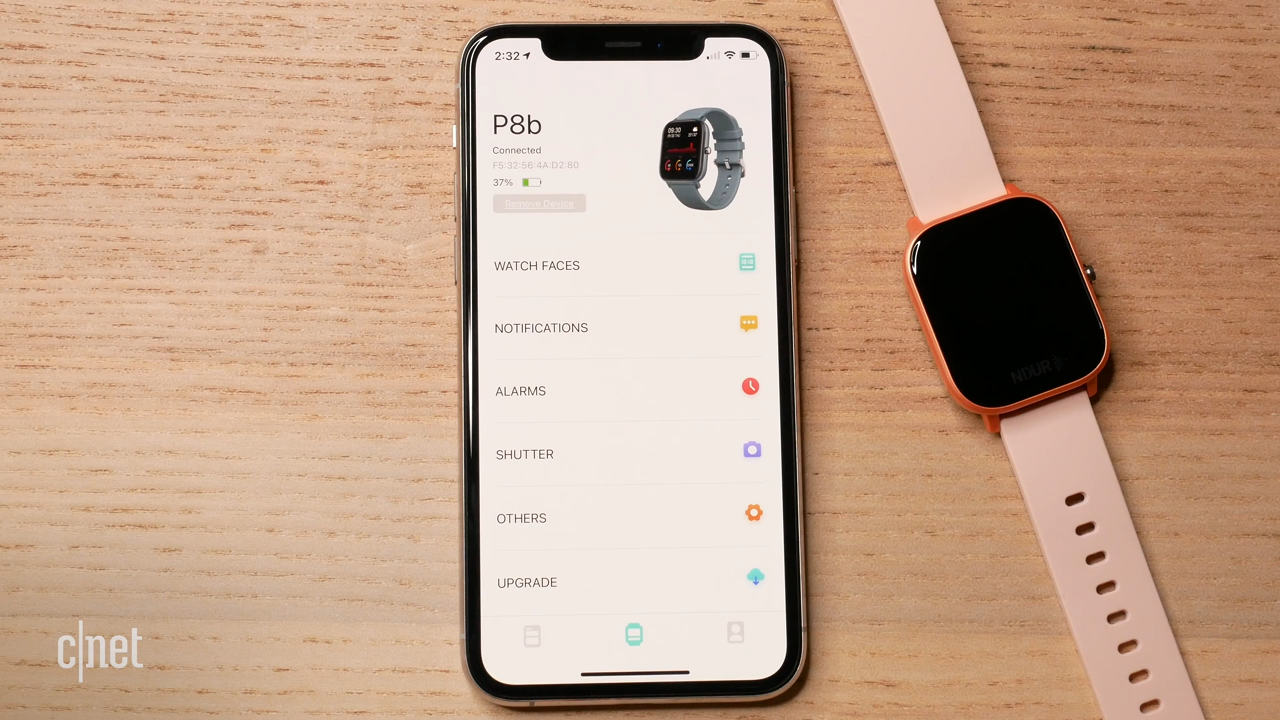 2:32
P8b
Connected
F5:32:56:4A:D2:80
37%
Remove Device
09:30
WATCH FACES
NOTIFICATIONS
ALARMS
SHUTTER
OTHERS
UPGRADE
NDUR
c|net